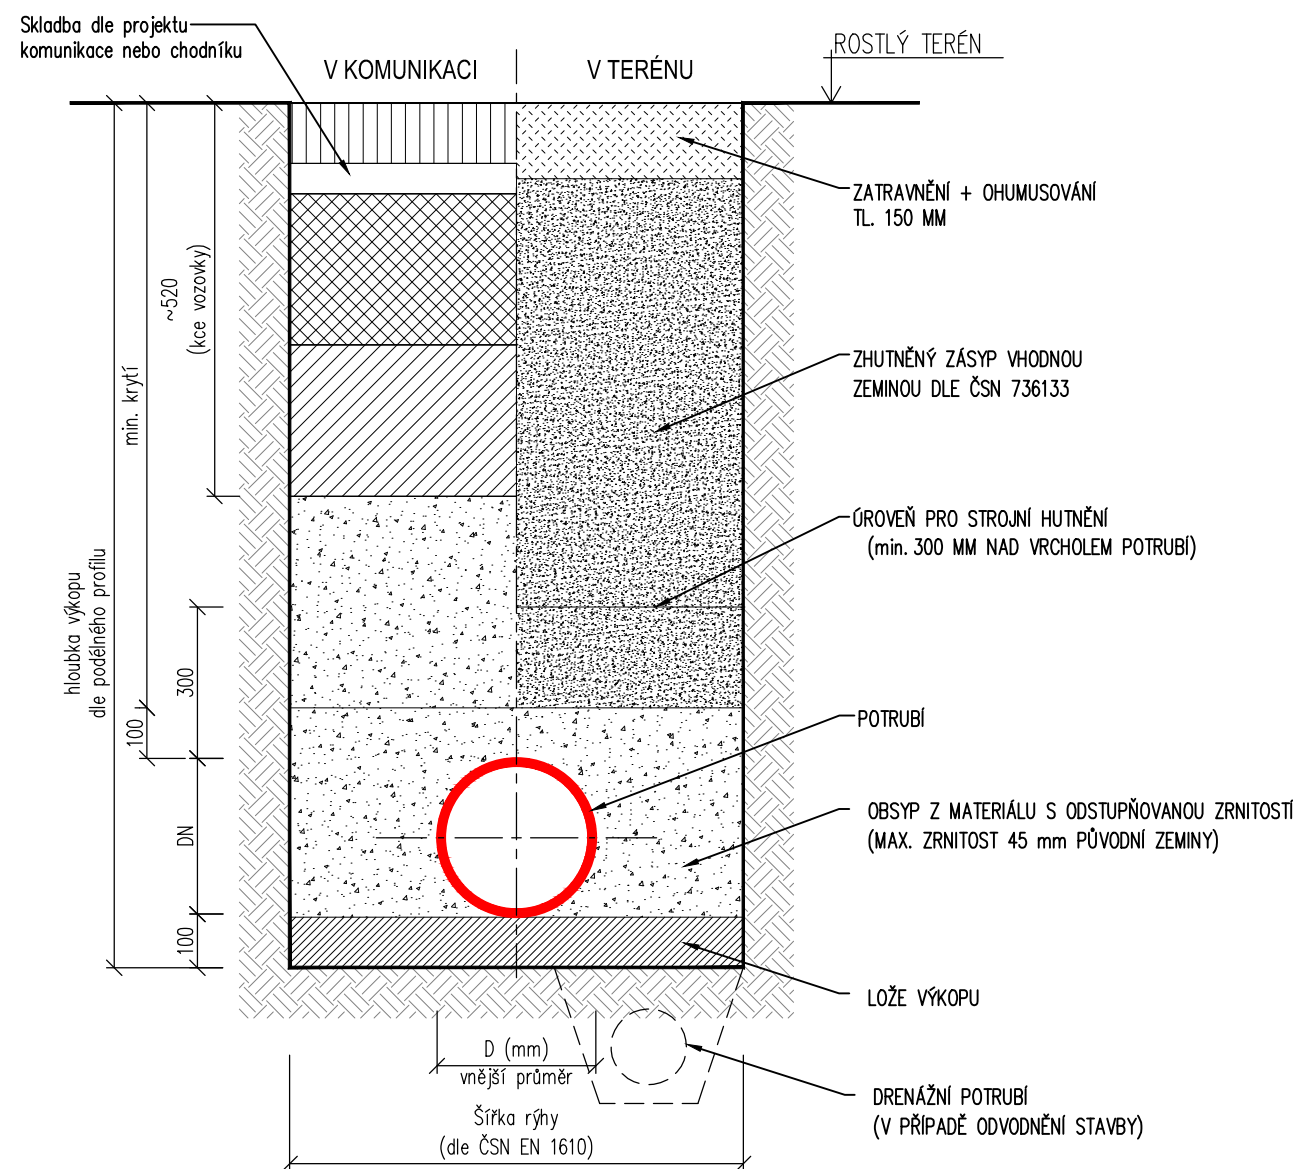 Skladba dle projektu
komunikace nebo chodníku
V KOMUNIKACI
V TERÉNU
ROSTLÝ TERÉN
ZATRAVNĚNÍ + OHUMUSOVÁNÍ
TL. 150 MM
~520
(kce vozovky)
min. krytí
ZHUTNĚNÝ ZÁSYP VHODNOU
ZEMINOU DLE ČSN 736133
ÚROVEŇ PRO STROJNÍ HUTNĚNÍ
(min. 300 MM NAD VRCHOLEM POTRUBÍ)
hloubka výkopu
dle podélného profilu
300
100
POTRUBÍ
DN
OBSYP Z MATERIÁLU S ODSTUPŇOVANOU ZRNITOSTÍ
(MAX. ZRNITOST 45 mm PŮVODNÍ ZEMINY)
100
LOŽE VÝKOPU
D (mm)
vnější průměr
DRENÁŽNÍ POTRUBÍ
(V PŘÍPADĚ ODVODNĚNÍ STAVBY)
Šířka rýhy
(dle ČSN EN 1610)